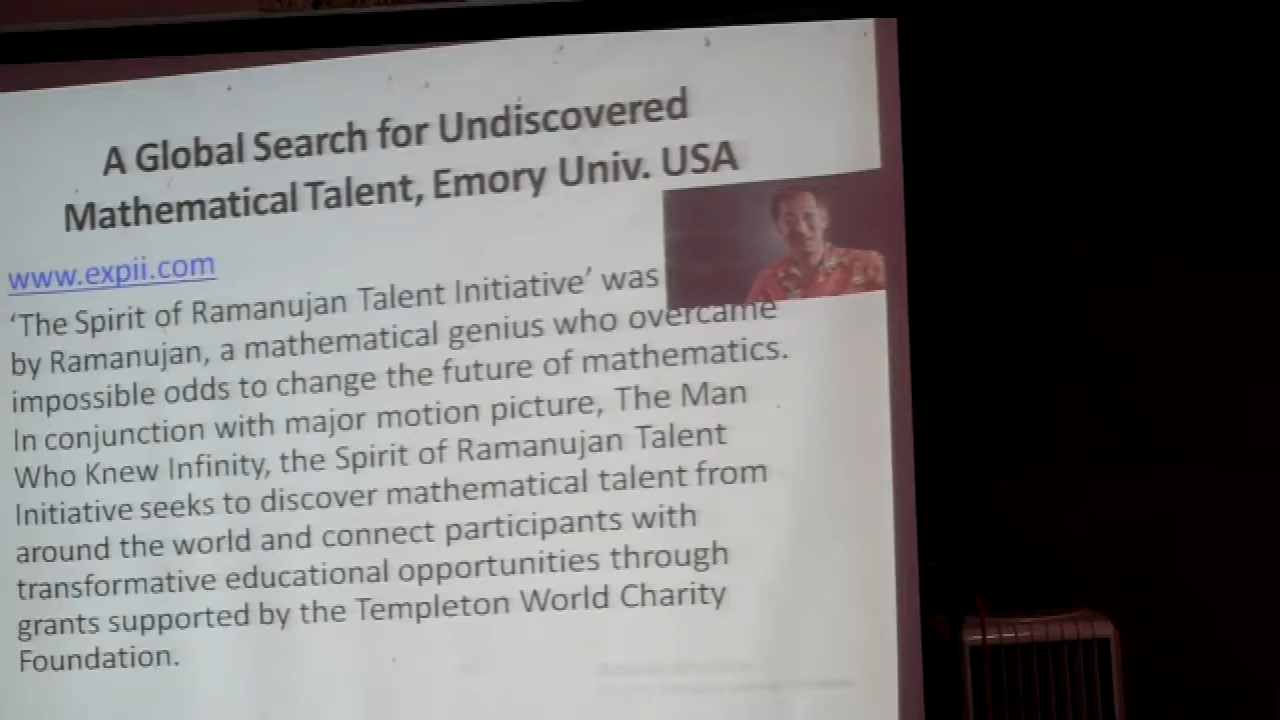 A Global Search for Undiscovered
Mathematical Talent, Emory Univ. USA
www.expii.com
‘The Spirit of Ramanujan Talent Initiative’ was
by Ramanujan, a mathematical genius who overcame
impossible odds to change the future of mathematics.
In conjunction with major motion picture, The Man
Who Knew Infinity, the Spirit of Ramanujan Talent
Initiative seeks to discover mathematical talent from
around the world and connect participants with
transformative educational opportunities through
grants supported by the Templeton World Charity
Foundation.